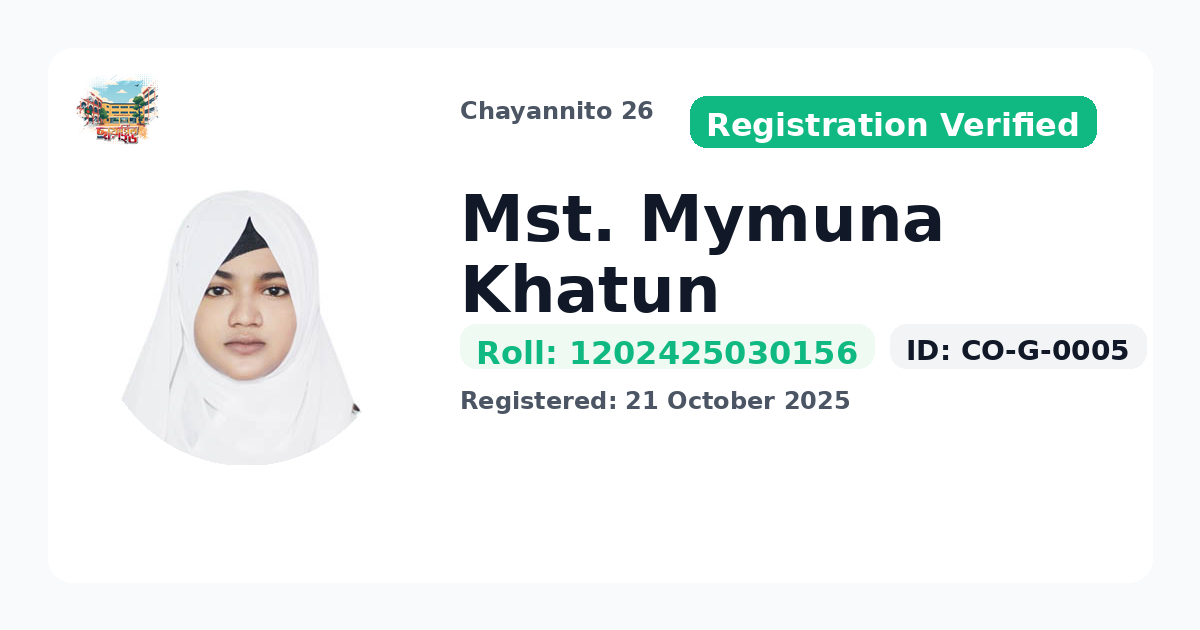 Chayannito 26
Registration Verified
Mst. Mymuna
Khatun
Roll: 1202425030156
ID: CO-G-0005
Registered: 21 October 2025